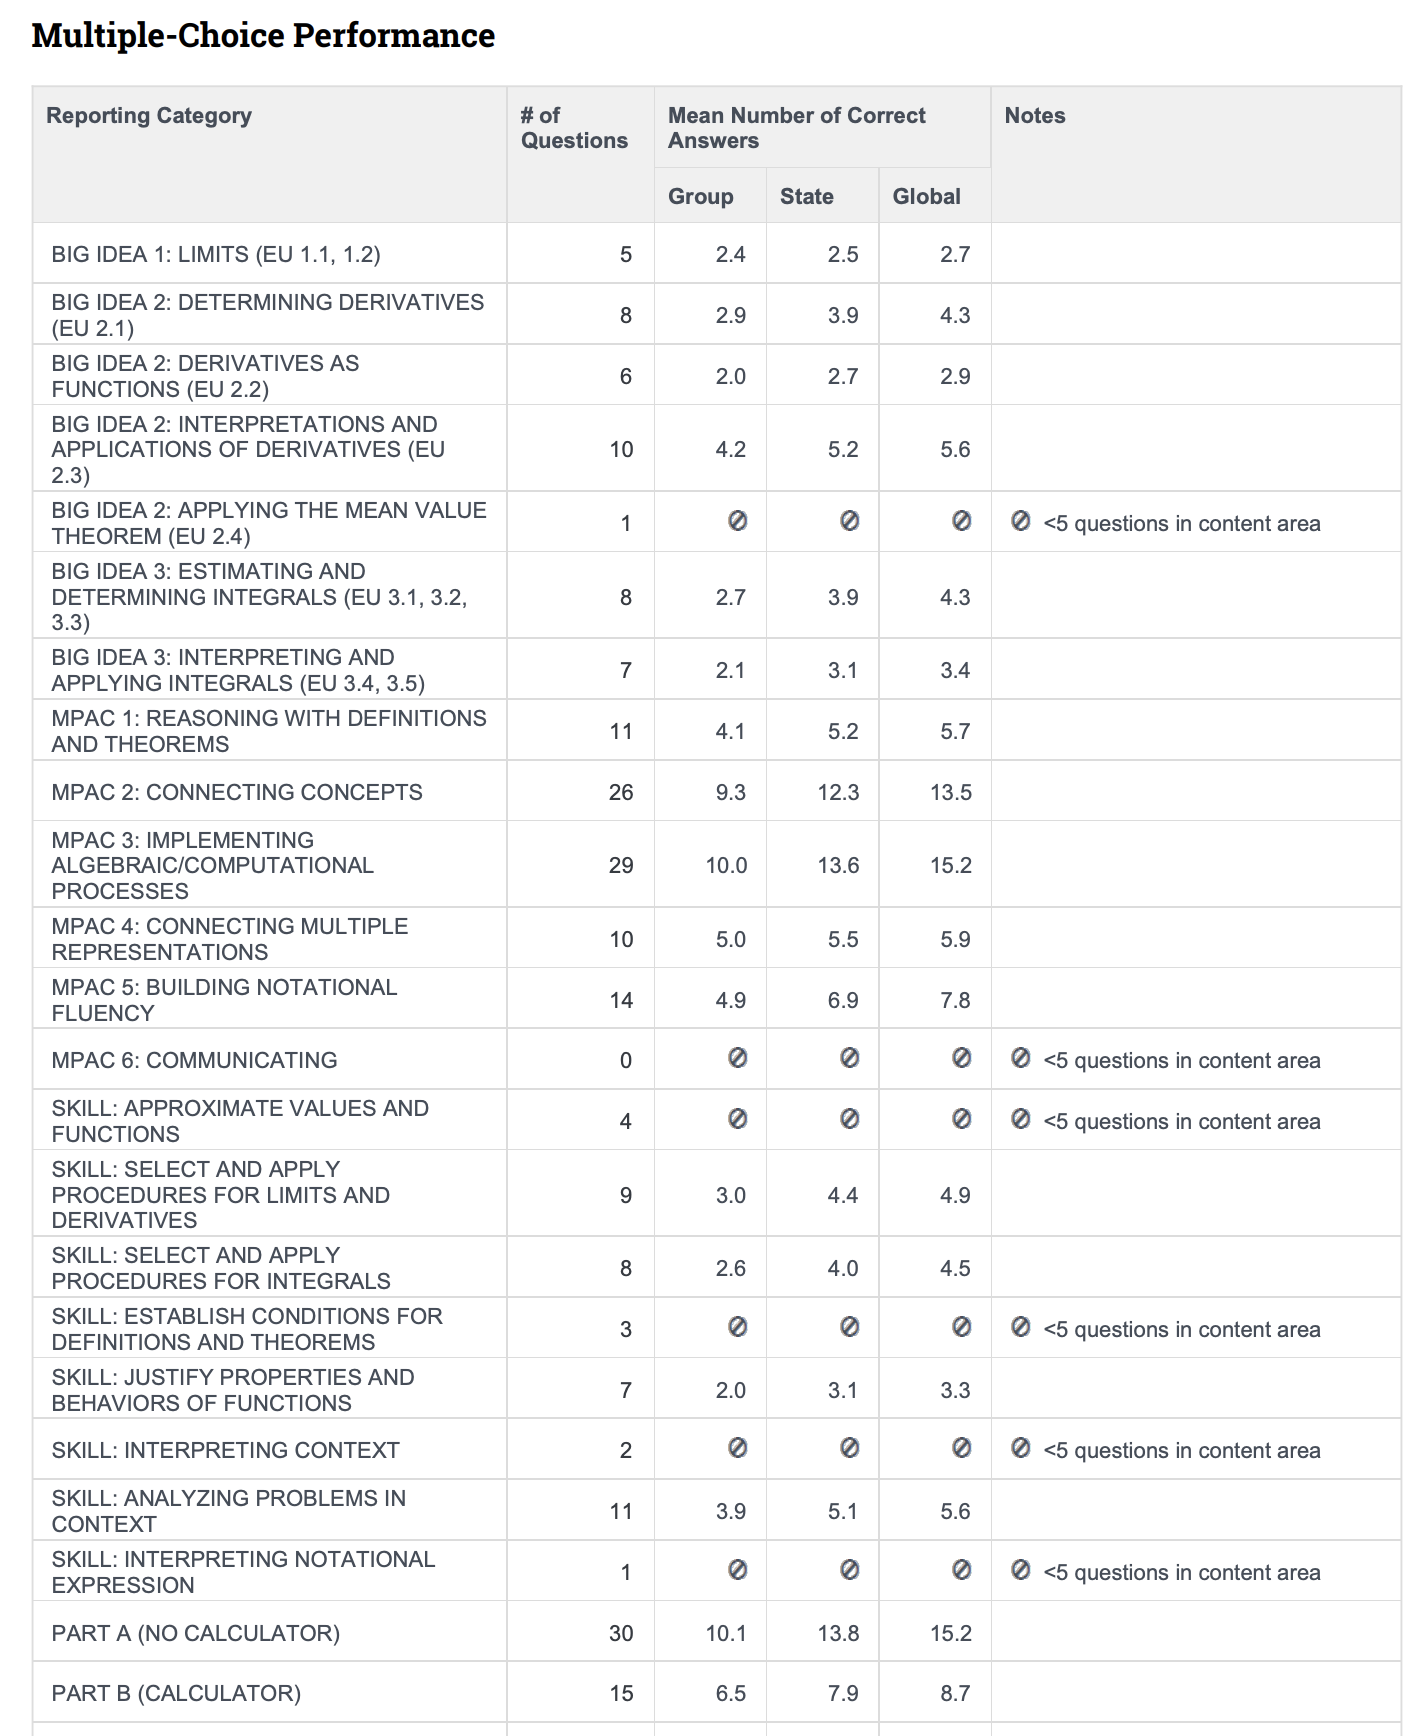 Multiple-Choice Performance
Reporting Category
# of
Questions
Mean Number of Correct
Answers
Notes
Group State Global
BIG IDEA 1: LIMITS (EU 1.1, 1.2) 5 2.4 2.5 2.7
BIG IDEA 2: DETERMINING DERIVATIVES
(EU 2.1) 8 2.9 3.9 4.3
BIG IDEA 2: DERIVATIVES AS
FUNCTIONS (EU 2.2) 6 2.0 2.7 2.9
BIG IDEA 2: INTERPRETATIONS AND
APPLICATIONS OF DERIVATIVES (EU
2.3) 10 4.2 5.2 5.6
BIG IDEA 2: APPLYING THE MEAN VALUE
THEOREM (EU 2.4) 1 <5 questions in content area
BIG IDEA 3: ESTIMATING AND
DETERMINING INTEGRALS (EU 3.1, 3.2,
3.3) 8 2.7 3.9 4.3
BIG IDEA 3: INTERPRETING AND
APPLYING INTEGRALS (EU 3.4, 3.5) 7 2.1 3.1 3.4
MPAC 1: REASONING WITH DEFINITIONS
AND THEOREMS 11 4.1 5.2 5.7
MPAC 2: CONNECTING CONCEPTS 26 9.3 12.3 13.5
MPAC 3: IMPLEMENTING
ALGEBRAIC/COMPUTATIONAL
PROCESSES 29 10.0 13.6 15.2
MPAC 4: CONNECTING MULTIPLE
REPRESENTATIONS 10 5.0 5.5 5.9
MPAC 5: BUILDING NOTATIONAL
FLUENCY 14 4.9 6.9 7.8
MPAC 6: COMMUNICATING 0 <5 questions in content area
SKILL: APPROXIMATE VALUES AND
FUNCTIONS 4 <5 questions in content area
SKILL: SELECT AND APPLY
PROCEDURES FOR LIMITS AND
DERIVATIVES 9 3.0 4.4 4.9
SKILL: SELECT AND APPLY
PROCEDURES FOR INTEGRALS 8 2.6 4.0 4.5
SKILL: ESTABLISH CONDITIONS FOR
DEFINITIONS AND THEOREMS 3 <5 questions in content area
SKILL: JUSTIFY PROPERTIES AND
BEHAVIORS OF FUNCTIONS 7 2.0 3.1 3.3
SKILL: INTERPRETING CONTEXT 2 <5 questions in content area
SKILL: ANALYZING PROBLEMS IN
CONTEXT 11 3.9 5.1 5.6
SKILL: INTERPRETING NOTATIONAL
EXPRESSION 1 <5 questions in content area
PART A (NO CALCULATOR) 30 10.1 13.8 15.2
PART B (CALCULATOR) 15 6.5 7.9 8.7